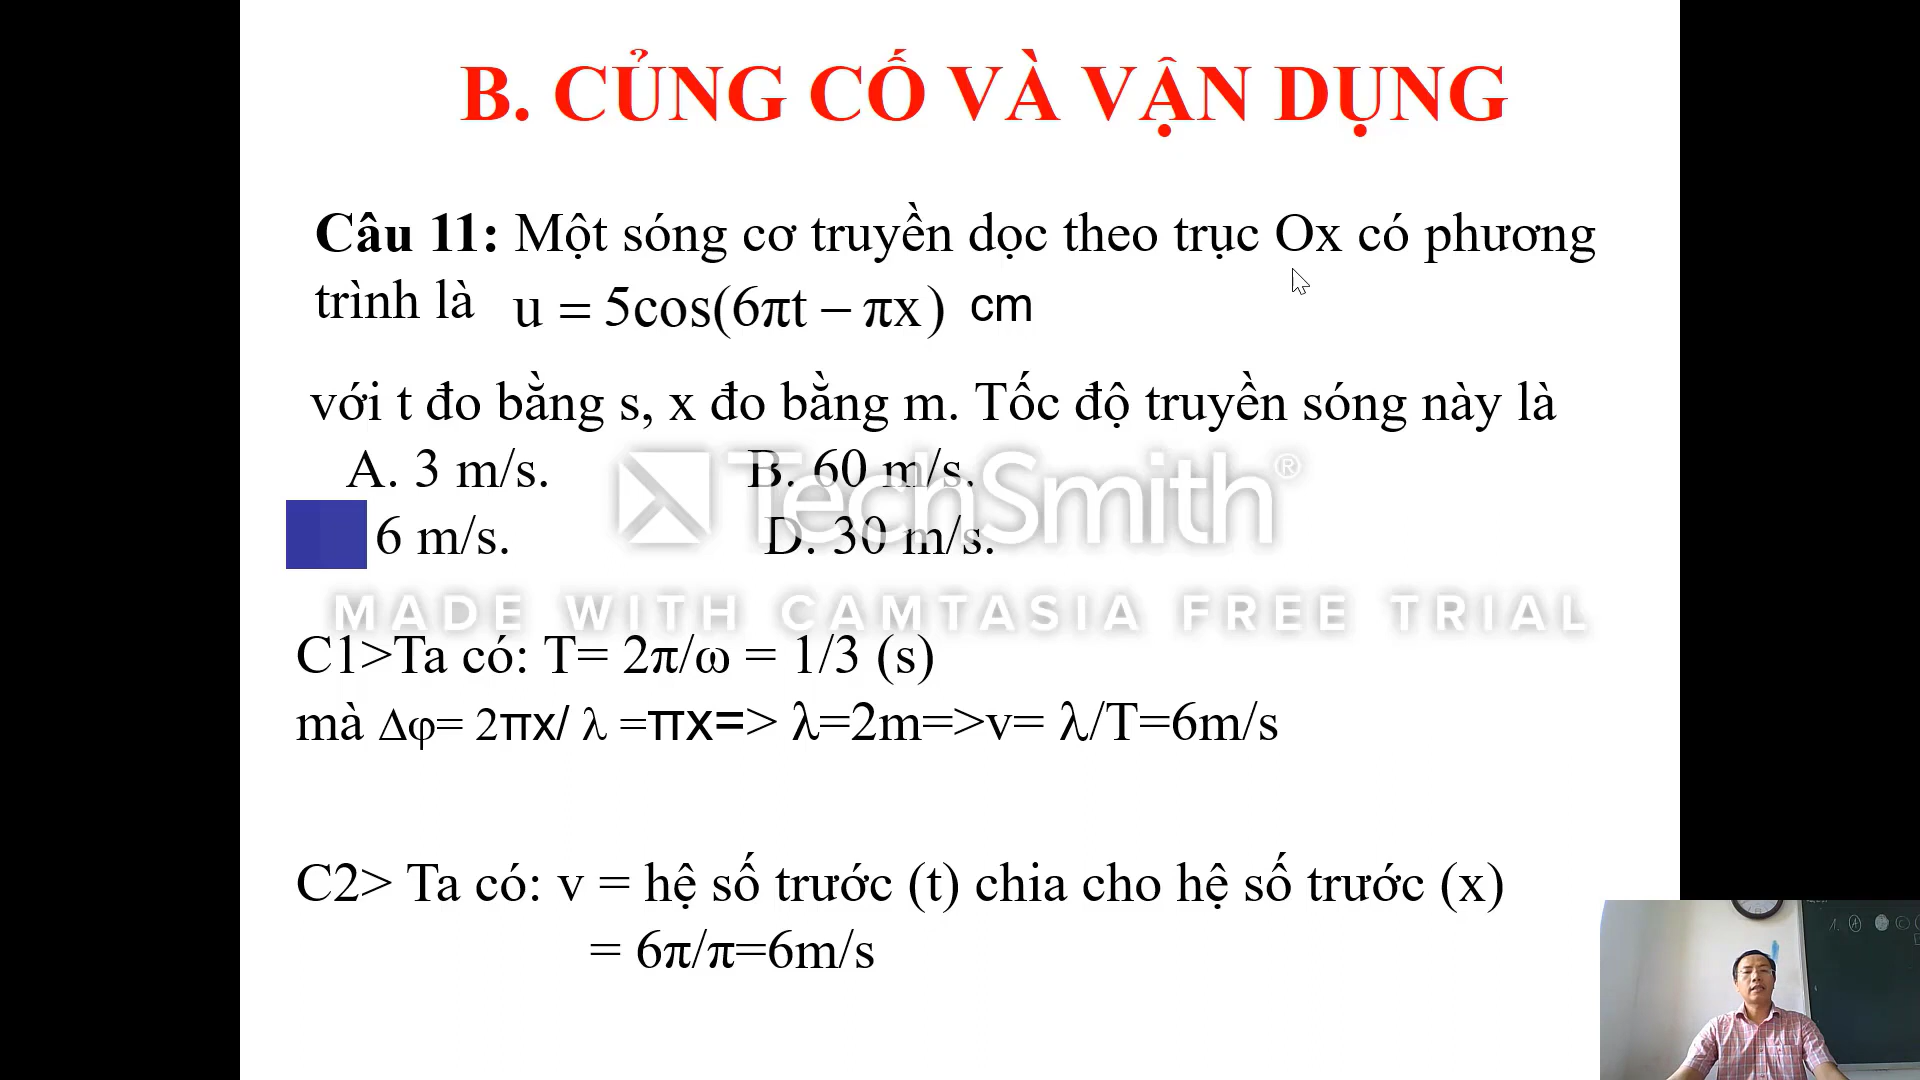 B. CỦNG CỐ VÀ VẬN DỤNG
Câu 11: Một sóng cơ truyền dọc theo trục Ox có phương
trình là u = 5cos(6πt − πx) cm
với t đo bằng s, x đo bằng m. Tốc độ truyền sóng này là
A. 3 m/s. B. 60 m/s.
6 m/s. D. 30 m/s.
TechSmith®
MADE WITH CAMTASIA FREE TRIAL
C1>Ta có: T= 2π/ω = 1/3 (s)
mà Δφ= 2πx/ λ =πx=> λ=2m=>v= λ/T=6m/s
C2> Ta có: v = hệ số trước (t) chia cho hệ số trước (x)
= 6π/π=6m/s